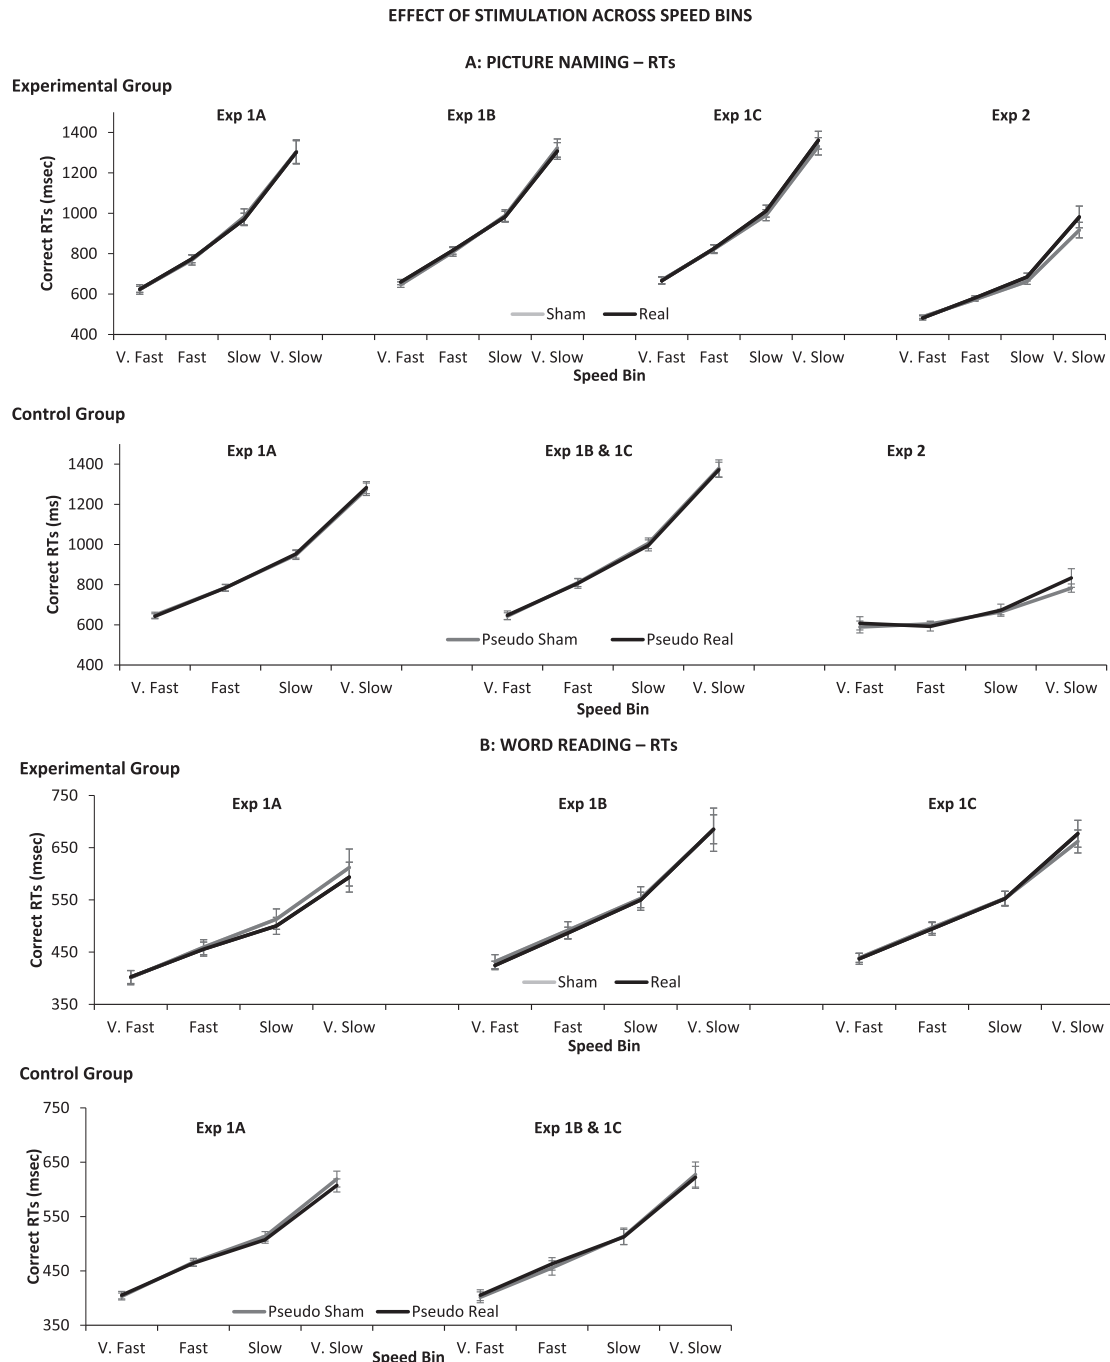 EFFECT OF STIMULATION ACROSS SPEED BINS
A: PICTURE NAMING – RTs
Experimental Group
Exp 1A Exp 1B Exp 1C Exp 2
Correct RTs (msec)
1400
1200
1000
800
600
400
Sham Real
V. Fast Fast Slow V. Slow V. Fast Fast Slow V. Slow V. Fast Fast Slow V. Slow V. Fast Fast Slow V. Slow
Speed Bin
Control Group
Exp 1A Exp 1B & 1C Exp 2
Correct RTs (ms)
1400
1200
1000
800
600
400
Pseudo Sham Pseudo Real
V. Fast Fast Slow V. Slow V. Fast Fast Slow V. Slow V. Fast Fast Slow V. Slow
Speed Bin
B: WORD READING – RTs
Experimental Group
Exp 1A Exp 1B Exp 1C
Correct RTs (msec)
750
650
550
450
350
Sham Real
V. Fast Fast Slow V. Slow V. Fast Fast Slow V. Slow V. Fast Fast Slow V. Slow
Speed Bin
Control Group
Exp 1A Exp 1B & 1C
Correct RTs (msec)
750
650
550
450
350
Pseudo Sham Pseudo Real
V. Fast Fast Slow V. Slow V. Fast Fast Slow V. Slow
Speed Bin